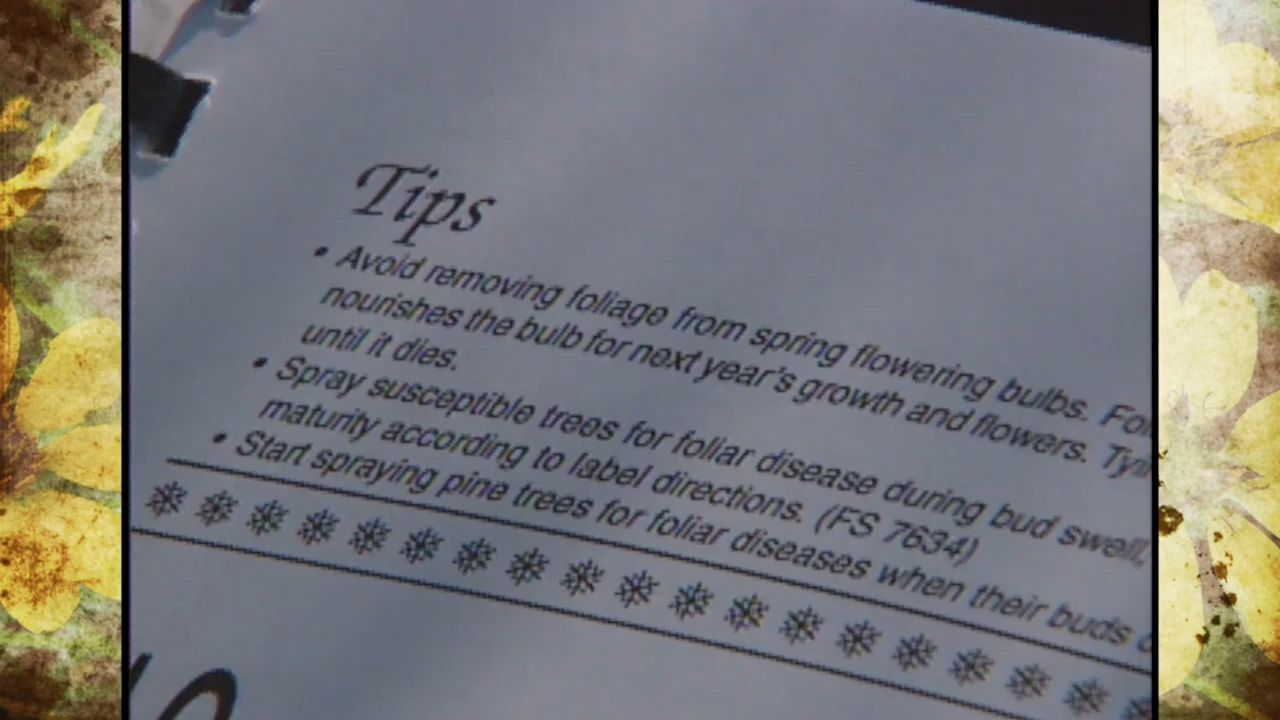 Tips
• Avoid removing foliage from spring flowering bulbs.
nourishes the bulb for next year's growth and flowers.
until it dies.
• Spray susceptible trees for foliar disease during bud swell,
maturity according to label directions. (FS 7634)
• Start spraying pine trees for foliar diseases when their buds